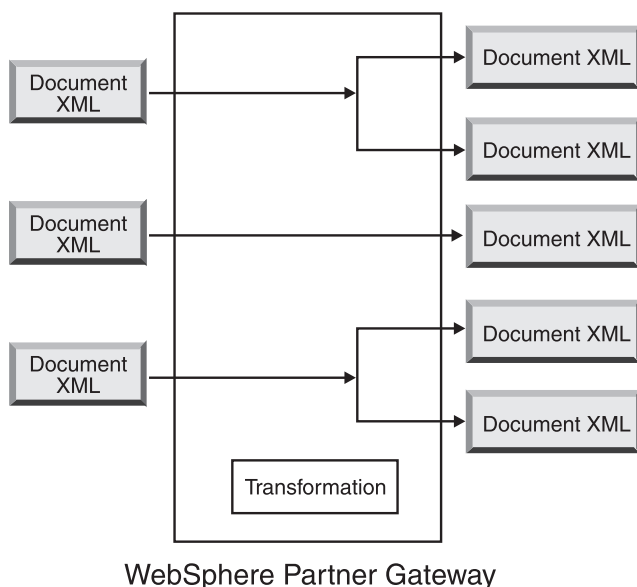 Document
XML
Document
XML
Document
XML
Document XML
Document XML
Document XML
Document XML
Document XML
Transformation
WebSphere Partner Gateway